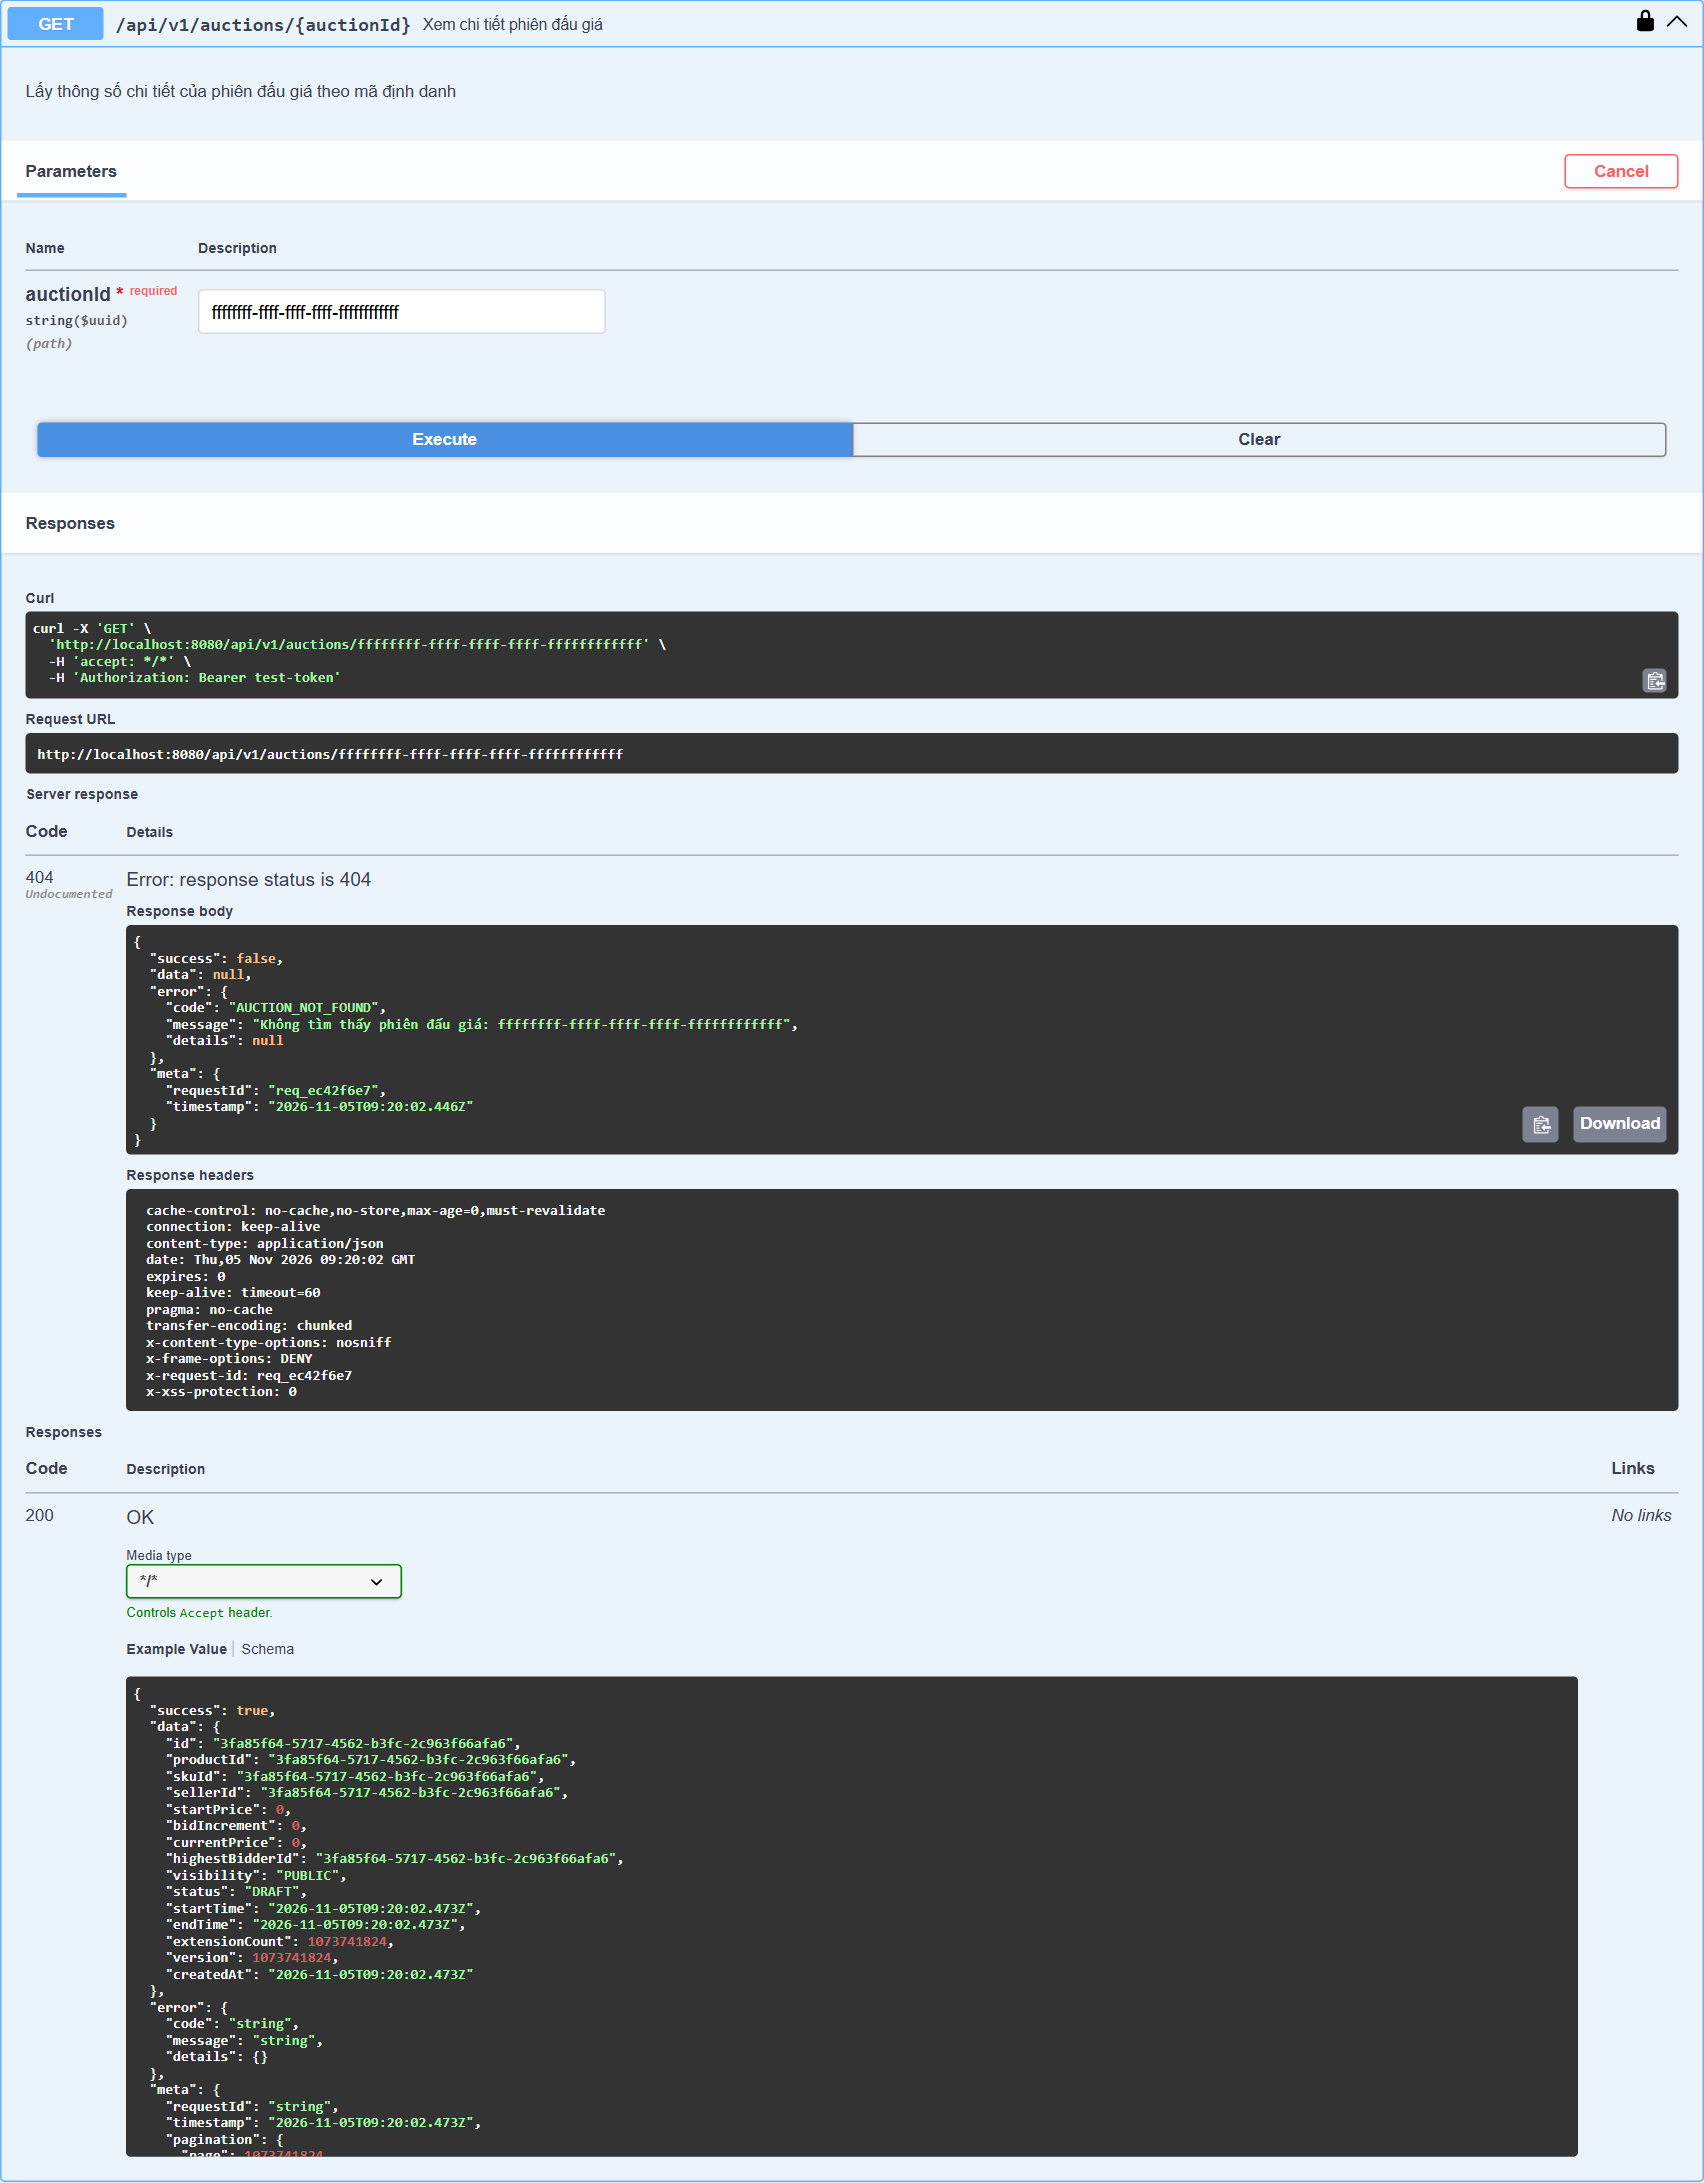 GET /api/v1/auctions/{auctionId} Xem chi tiết phiên đấu giá
Lấy thông số chi tiết của phiên đấu giá theo mã định danh
Parameters
Cancel
Name Description
auctionId * required
string($uuid)
(path)
ffffffff-ffff-ffff-ffff-ffffffffffff
Execute
Clear
Responses
Curl
curl -X 'GET' \
  'http://localhost:8080/api/v1/auctions/ffffffff-ffff-ffff-ffff-ffffffffffff' \
  -H 'accept: */*' \
  -H 'Authorization: Bearer test-token'
Request URL
http://localhost:8080/api/v1/auctions/ffffffff-ffff-ffff-ffff-ffffffffffff
Server response
Code Details
404
Undocumented
Error: response status is 404
Response body
{
  "success": false,
  "data": null,
  "error": {
    "code": "AUCTION_NOT_FOUND",
    "message": "Không tìm thấy phiên đấu giá: ffffffff-ffff-ffff-ffff-ffffffffffff",
    "details": null
  },
  "meta": {
    "requestId": "req_ec42f6e7",
    "timestamp": "2026-11-05T09:20:02.446Z"
  }
}
Download
Response headers
cache-control: no-cache,no-store,max-age=0,must-revalidate
connection: keep-alive
content-type: application/json
date: Thu,05 Nov 2026 09:20:02 GMT
expires: 0
keep-alive: timeout=60
pragma: no-cache
transfer-encoding: chunked
x-content-type-options: nosniff
x-frame-options: DENY
x-request-id: req_ec42f6e7
x-xss-protection: 0
Responses
Code Description Links
200 OK No links
Media type
*/*
Controls Accept header.
Example Value Schema
{
  "success": true,
  "data": {
    "id": "3fa85f64-5717-4562-b3fc-2c963f66afa6",
    "productId": "3fa85f64-5717-4562-b3fc-2c963f66afa6",
    "skuId": "3fa85f64-5717-4562-b3fc-2c963f66afa6",
    "sellerId": "3fa85f64-5717-4562-b3fc-2c963f66afa6",
    "startPrice": 0,
    "bidIncrement": 0,
    "currentPrice": 0,
    "highestBidderId": "3fa85f64-5717-4562-b3fc-2c963f66afa6",
    "visibility": "PUBLIC",
    "status": "DRAFT",
    "startTime": "2026-11-05T09:20:02.473Z",
    "endTime": "2026-11-05T09:20:02.473Z",
    "extensionCount": 1073741824,
    "version": 1073741824,
    "createdAt": "2026-11-05T09:20:02.473Z"
  },
  "error": {
    "code": "string",
    "message": "string",
    "details": {}
  },
  "meta": {
    "requestId": "string",
    "timestamp": "2026-11-05T09:20:02.473Z",
    "pagination": {
      "page": 1073741824